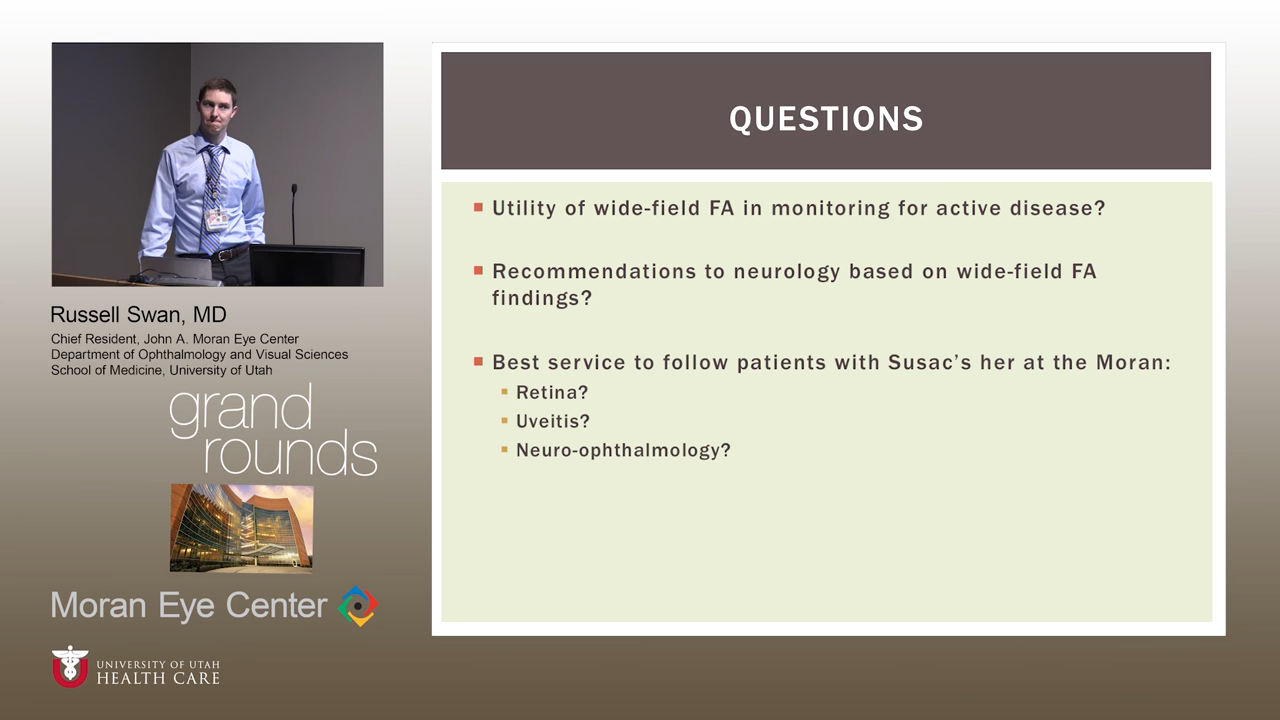 Russell Swan, MD
Chief Resident, John A. Moran Eye Center
Department of Ophthalmology and Visual Sciences
School of Medicine, University of Utah
grand
rounds
Moran Eye Center
UNIVERSITY OF UTAH
HEALTH CARE
QUESTIONS
Utility of wide-field FA in monitoring for active disease?
Recommendations to neurology based on wide-field FA
findings?
Best service to follow patients with Susac’s her at the Moran:
Retina?
Uveitis?
Neuro-ophthalmology?